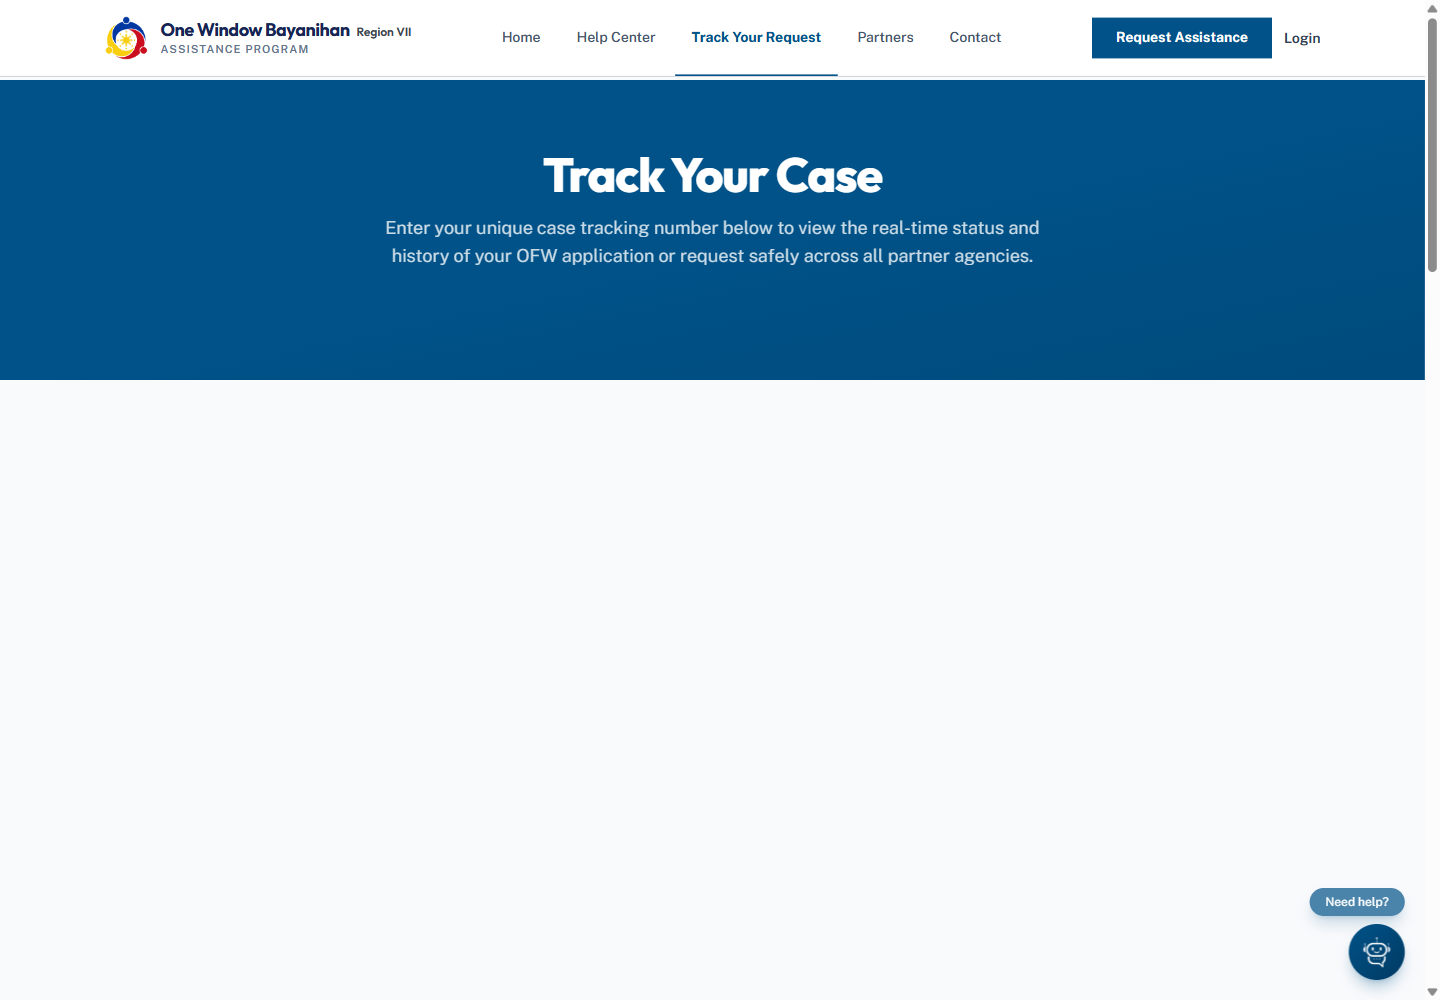 One Window Bayanihan Region VII
ASSISTANCE PROGRAM
Home
Help Center
Track Your Request
Partners
Contact
Request Assistance
Login
Track Your Case
Enter your unique case tracking number below to view the real-time status and
history of your OFW application or request safely across all partner agencies.
Need help?